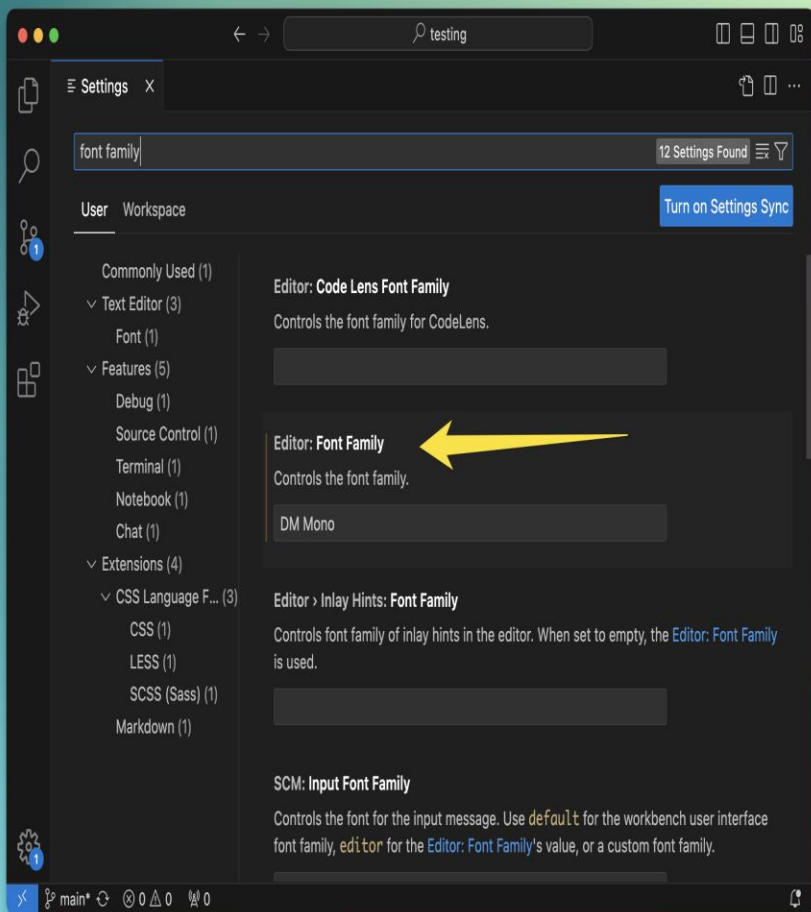 testing
Settings
font family
12 Settings Found
User Workspace
Turn on Settings Sync
Commonly Used (1)
Text Editor (3)
Font (1)
Features (5)
Debug (1)
Source Control (1)
Terminal (1)
Notebook (1)
Chat (1)
Extensions (4)
CSS Language F... (3)
CSS (1)
LESS (1)
SCSS (Sass) (1)
Markdown (1)
Editor: Code Lens Font Family
Controls the font family for CodeLens.
Editor: Font Family
Controls the font family.
DM Mono
Editor › Inlay Hints: Font Family
Controls font family of inlay hints in the editor. When set to empty, the Editor: Font Family
is used.
SCM: Input Font Family
Controls the font for the input message. Use default for the workbench user interface
font family, editor for the Editor: Font Family's value, or a custom font family.
1
1
main* 0 0 0